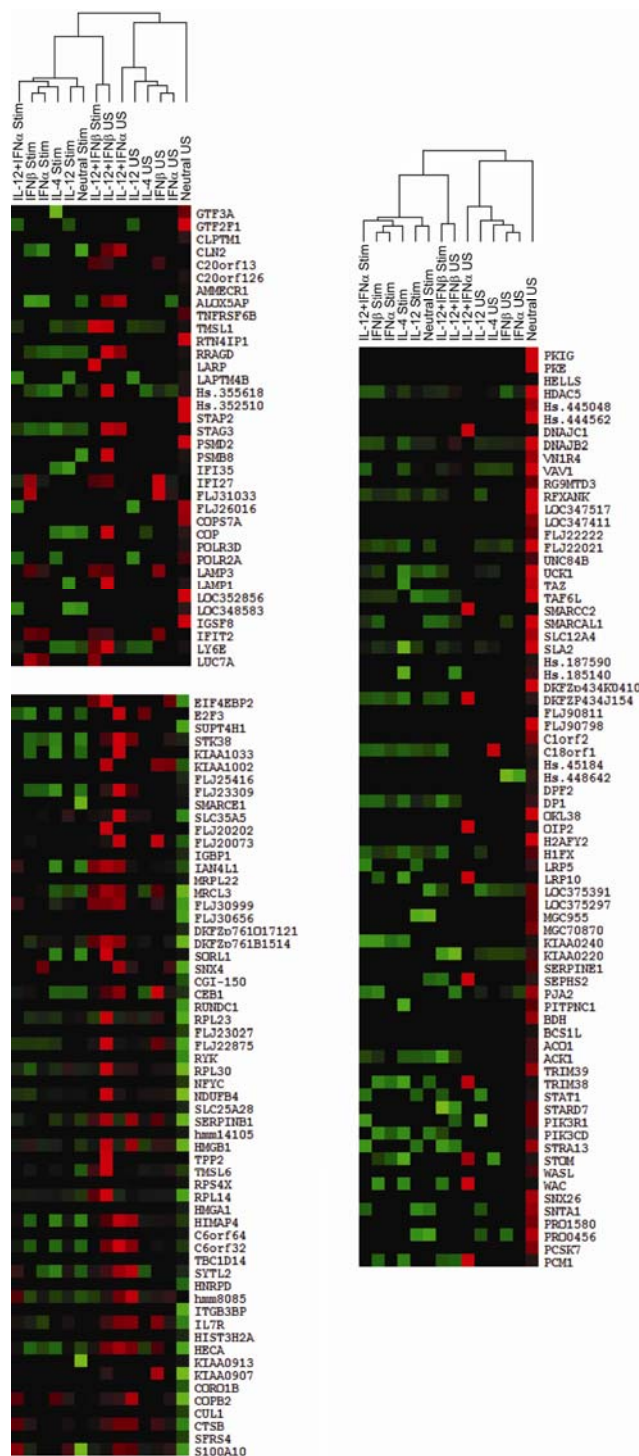 IL-12+IFNα Stim
IFNβ Stim
IFNα Stim
IL-4 Stim
IL-12 Stim
Neutral Stim
IL-12+IFNβ Stim
IL-12+IFNβ US
IL-12+IFNα US
IL-12 US
IL-4 US
IFNβ US
IFNα US
Neutral US
GTF3A
GTF2F1
CLPTM1
CLN2
C20orf13
C20orf126
AMMECR1
ALOX5AP
TNFRSF6B
TMSL1
RTN4IP1
RRAGD
LARP
LAPTM4B
Hs.355618
Hs.352510
STAP2
STAG3
PSMD2
PSMB8
IFI35
IFI27
FLJ31033
FLJ26016
COPS7A
COP
POLR3D
POLR2A
LAMP3
LAMP1
LOC352856
LOC348583
IGSF8
IFIT2
LY6E
LUC7A
EIF4EBP2
E2F3
SUPT4H1
STK38
KIAA1033
KIAA1002
FLJ25416
FLJ23309
SMARCE1
SLC35A5
FLJ20202
FLJ20073
IGBP1
IAN4L1
MRPL22
MRCL3
FLJ30999
FLJ30656
DKFZp761O17121
DKFZp761B1514
SORL1
SNX4
CGI-150
CEB1
RUNDC1
RPL23
FLJ23027
FLJ22875
RYK
RPL30
NFYC
NDUFB4
SLC25A28
SERPINB1
hmm14105
HMGB1
TPP2
TMSL6
RPS4X
RPL14
HMGA1
HIMAP4
C6orf64
C6orf32
TBC1D14
SYTL2
HNRPD
hmm8085
ITGB3BP
IL7R
HIST3H2A
HECA
KIAA0913
KIAA0907
CORO1B
COPB2
CUL1
CTSB
SFRS4
S100A10
IL-12+IFNα Stim
IFNβ Stim
IFNα Stim
IL-4 Stim
IL-12 Stim
Neutral Stim
IL-12+IFNβ Stim
IL-12+IFNβ US
IL-12+IFNα US
IL-12 US
IL-4 US
IFNβ US
IFNα US
Neutral US
PKIG
PKE
HELLS
HDAC5
Hs.445048
Hs.444562
DNAJC1
DNAJB2
VN1R4
VAV1
RG9MTD3
RFXANK
LOC347517
LOC347411
FLJ22222
FLJ22021
UNC84B
UCK1
TAZ
TAF6L
SMARCC2
SMARCAL1
SLC12A4
SLA2
Hs.187590
Hs.185140
DKFZp434K0410
DKFZP434J154
FLJ90811
FLJ90798
C1orf2
C18orf1
Hs.45184
Hs.448642
DPF2
DP1
OKL38
OIP2
H2AFY2
H1FX
LRP5
LRP10
LOC375391
LOC375297
MGC955
MGC70870
KIAA0240
KIAA0220
SERPINE1
SEPHS2
PJA2
PITPNC1
BDH
BCS1L
ACO1
ACK1
TRIM39
TRIM38
STAT1
STARD7
PIK3R1
PIK3CD
STRA13
STOM
WASL
WAC
SNX26
SNTA1
PRO1580
PRO0456
PCSK7
PCM1